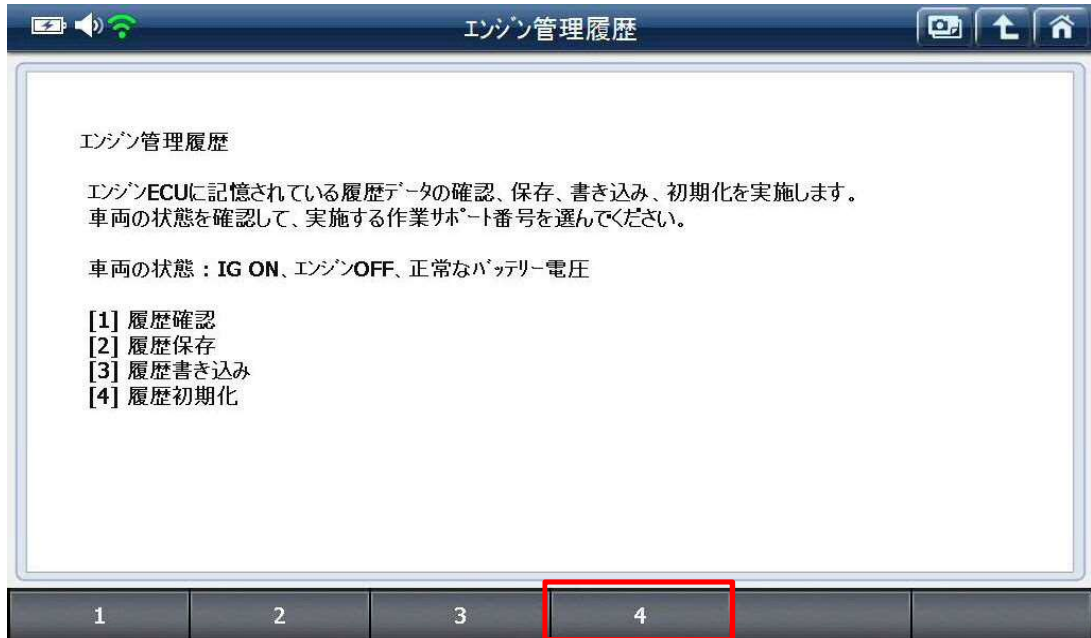 エンジン管理履歴
エンジン管理履歴
エンジンECUに記憶されている履歴データの確認、保存、書き込み、初期化を実施します。
車両の状態を確認して、実施する作業サポート番号を選んでください。
車両の状態：IG ON、エンジンOFF、正常なバッテリー電圧
[1] 履歴確認
[2] 履歴保存
[3] 履歴書き込み
[4] 履歴初期化
1 2 3 4